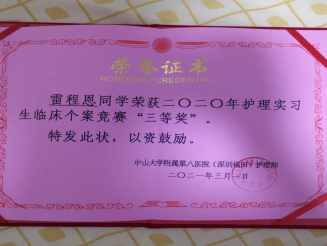 荣誉证书
HONORARY CREDENTIAL
雷程恩同学荣获二〇二〇年护理实习
生临床个案竞赛“三等奖”。
特发此状，以资鼓励。
中山大学附属第八医院（深圳福田）护理部
二〇二一年三月一日